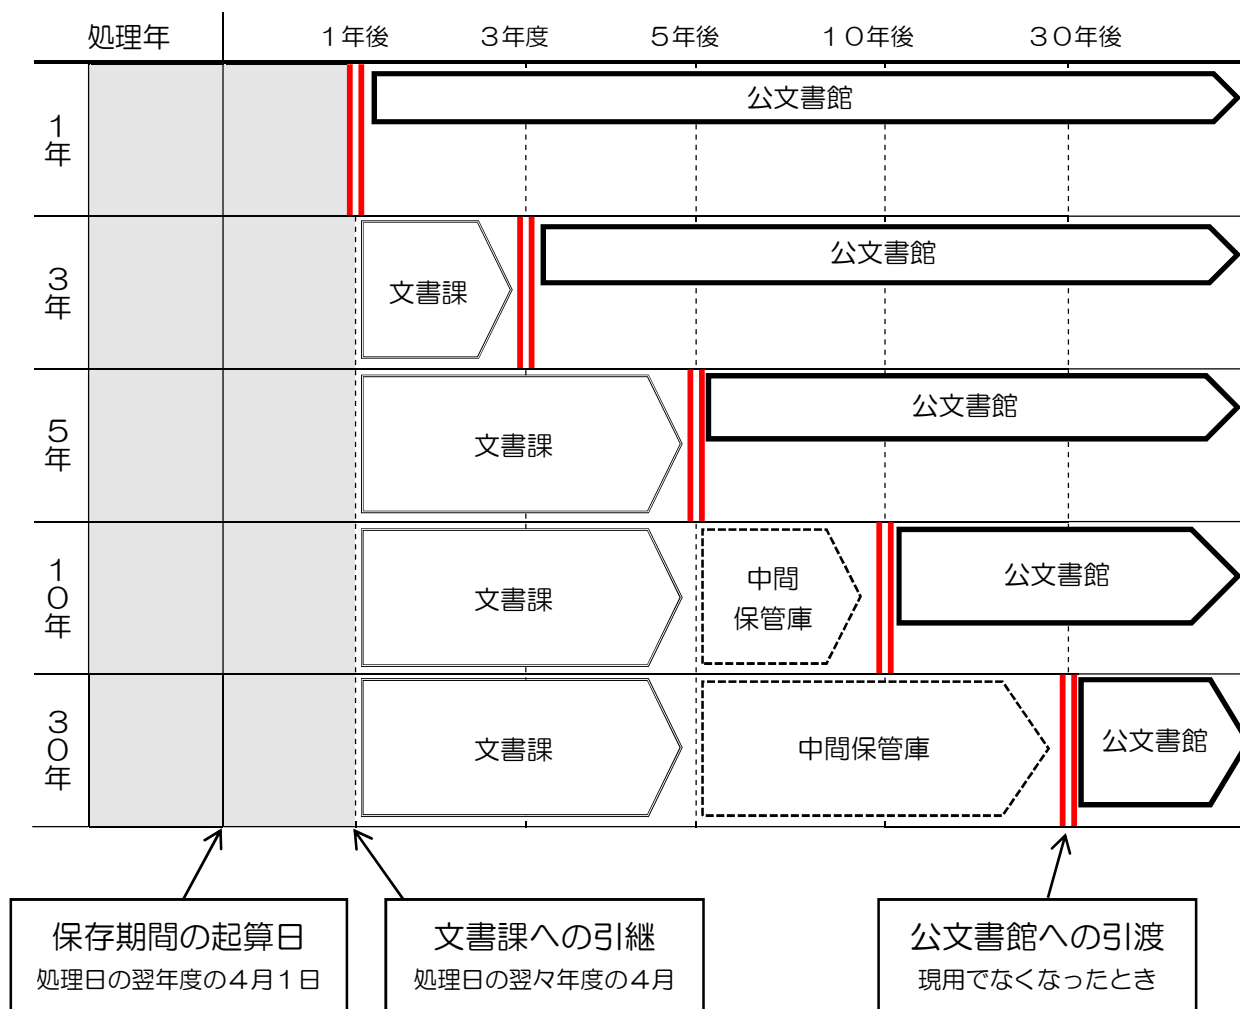 処理年 1年後 3年度 5年後 10年後 30年後
1年
公文書館
3年
文書課
公文書館
5年
文書課
公文書館
10年
文書課
中間
保管庫
公文書館
30年
文書課
中間保管庫
公文書館
保存期間の起算日
処理日の翌年度の4月1日
文書課への引継
処理日の翌々年度の4月
公文書館への引渡
現用でなくなったとき